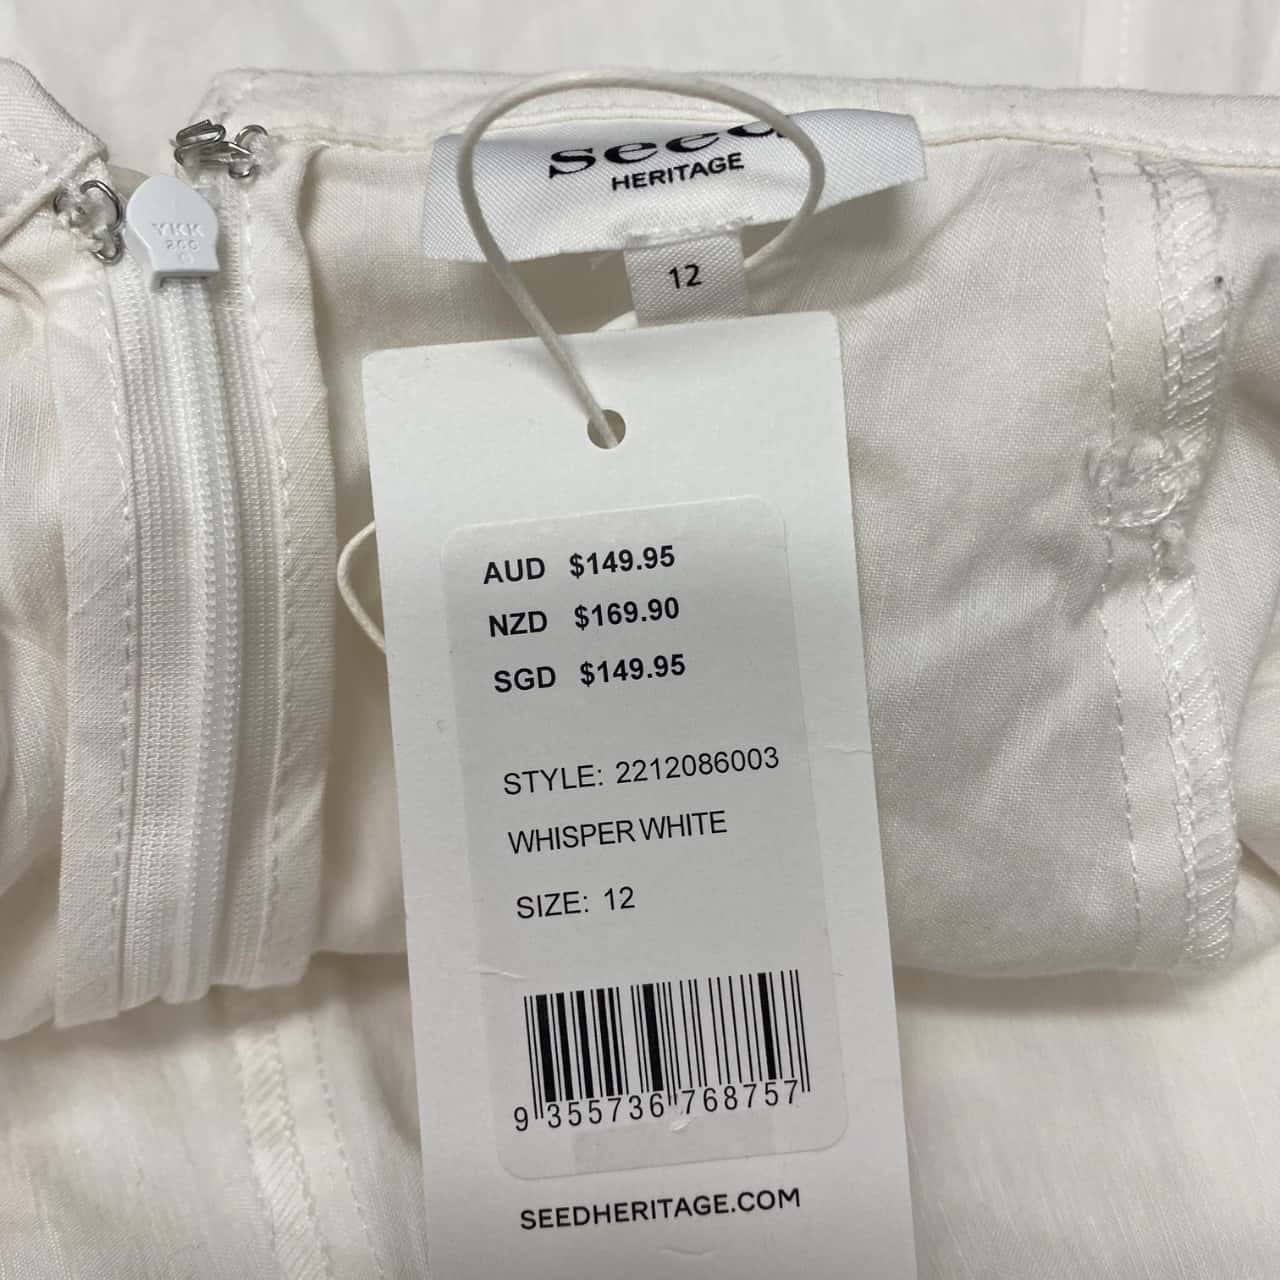 seed
HERITAGE
12
YKK
AUD $149.95
NZD $169.90
SGD $149.95
STYLE: 2212086003
WHISPER WHITE
SIZE: 12
9 355736 768757
SEEDHERITAGE.COM